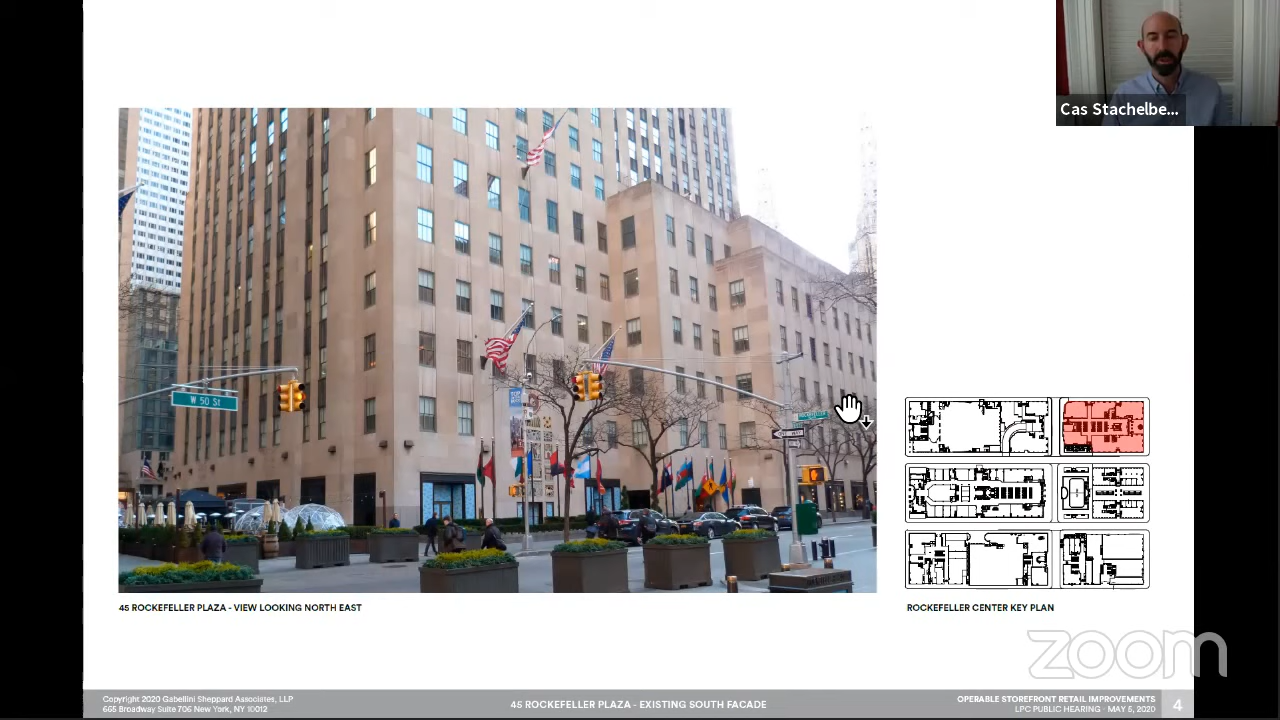 Cas Stachelbe...
W 50 St
45 ROCKEFELLER PLAZA - VIEW LOOKING NORTH EAST
ROCKEFELLER CENTER KEY PLAN
zoom
Copyright 2020 Gabellini Sheppard Associates, LLP
665 Broadway Suite 706 New York, NY 10012
45 ROCKEFELLER PLAZA - EXISTING SOUTH FACADE
OPERABLE STOREFRONT RETAIL IMPROVEMENTS
LPC PUBLIC HEARING - MAY 5, 2020
4